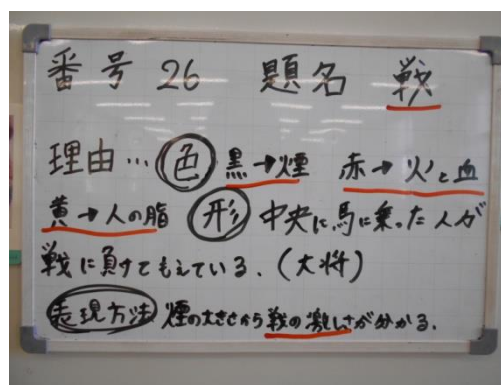 番号 26 題名 戦
理由… 色 黒→煙 赤→火と血
黄→人の脂 形 中央に馬に乗った人が
戦に負けてもえている。(大将)
表現方法 煙の大きさから戦の激しさが分かる。